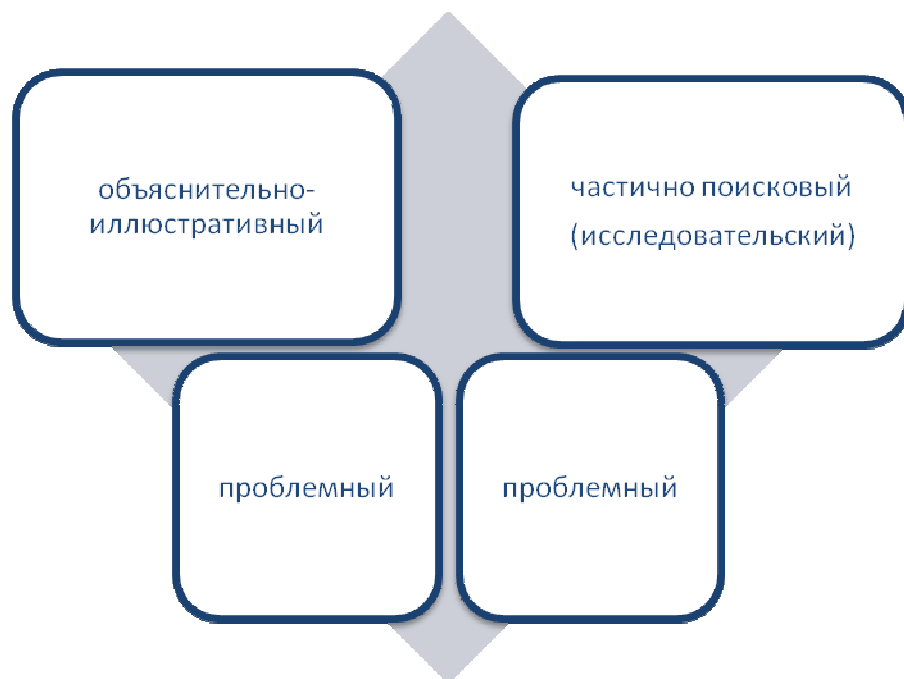 объяснительно-
иллюстративный
частично поисковый
(исследовательский)
проблемный
проблемный